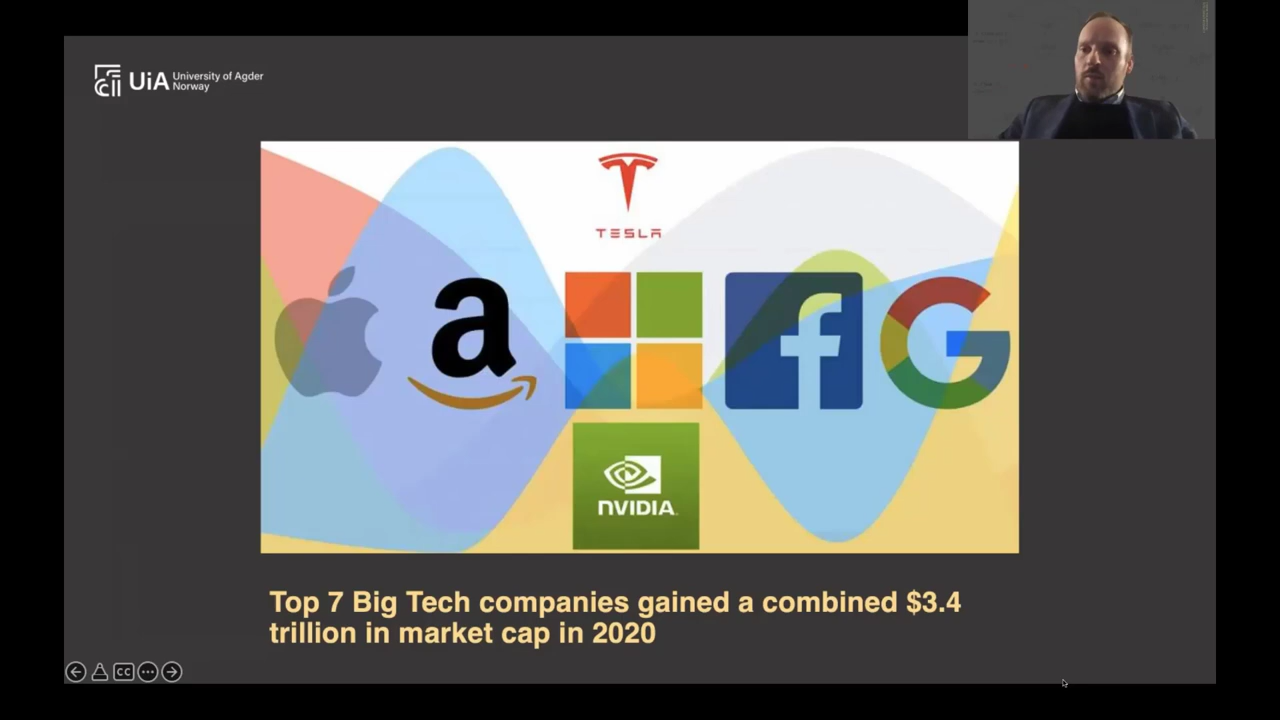 UiA University of Agder
Norway
TESLA
a
f
G
NVIDIA.
Top 7 Big Tech companies gained a combined $3.4
trillion in market cap in 2020
CC